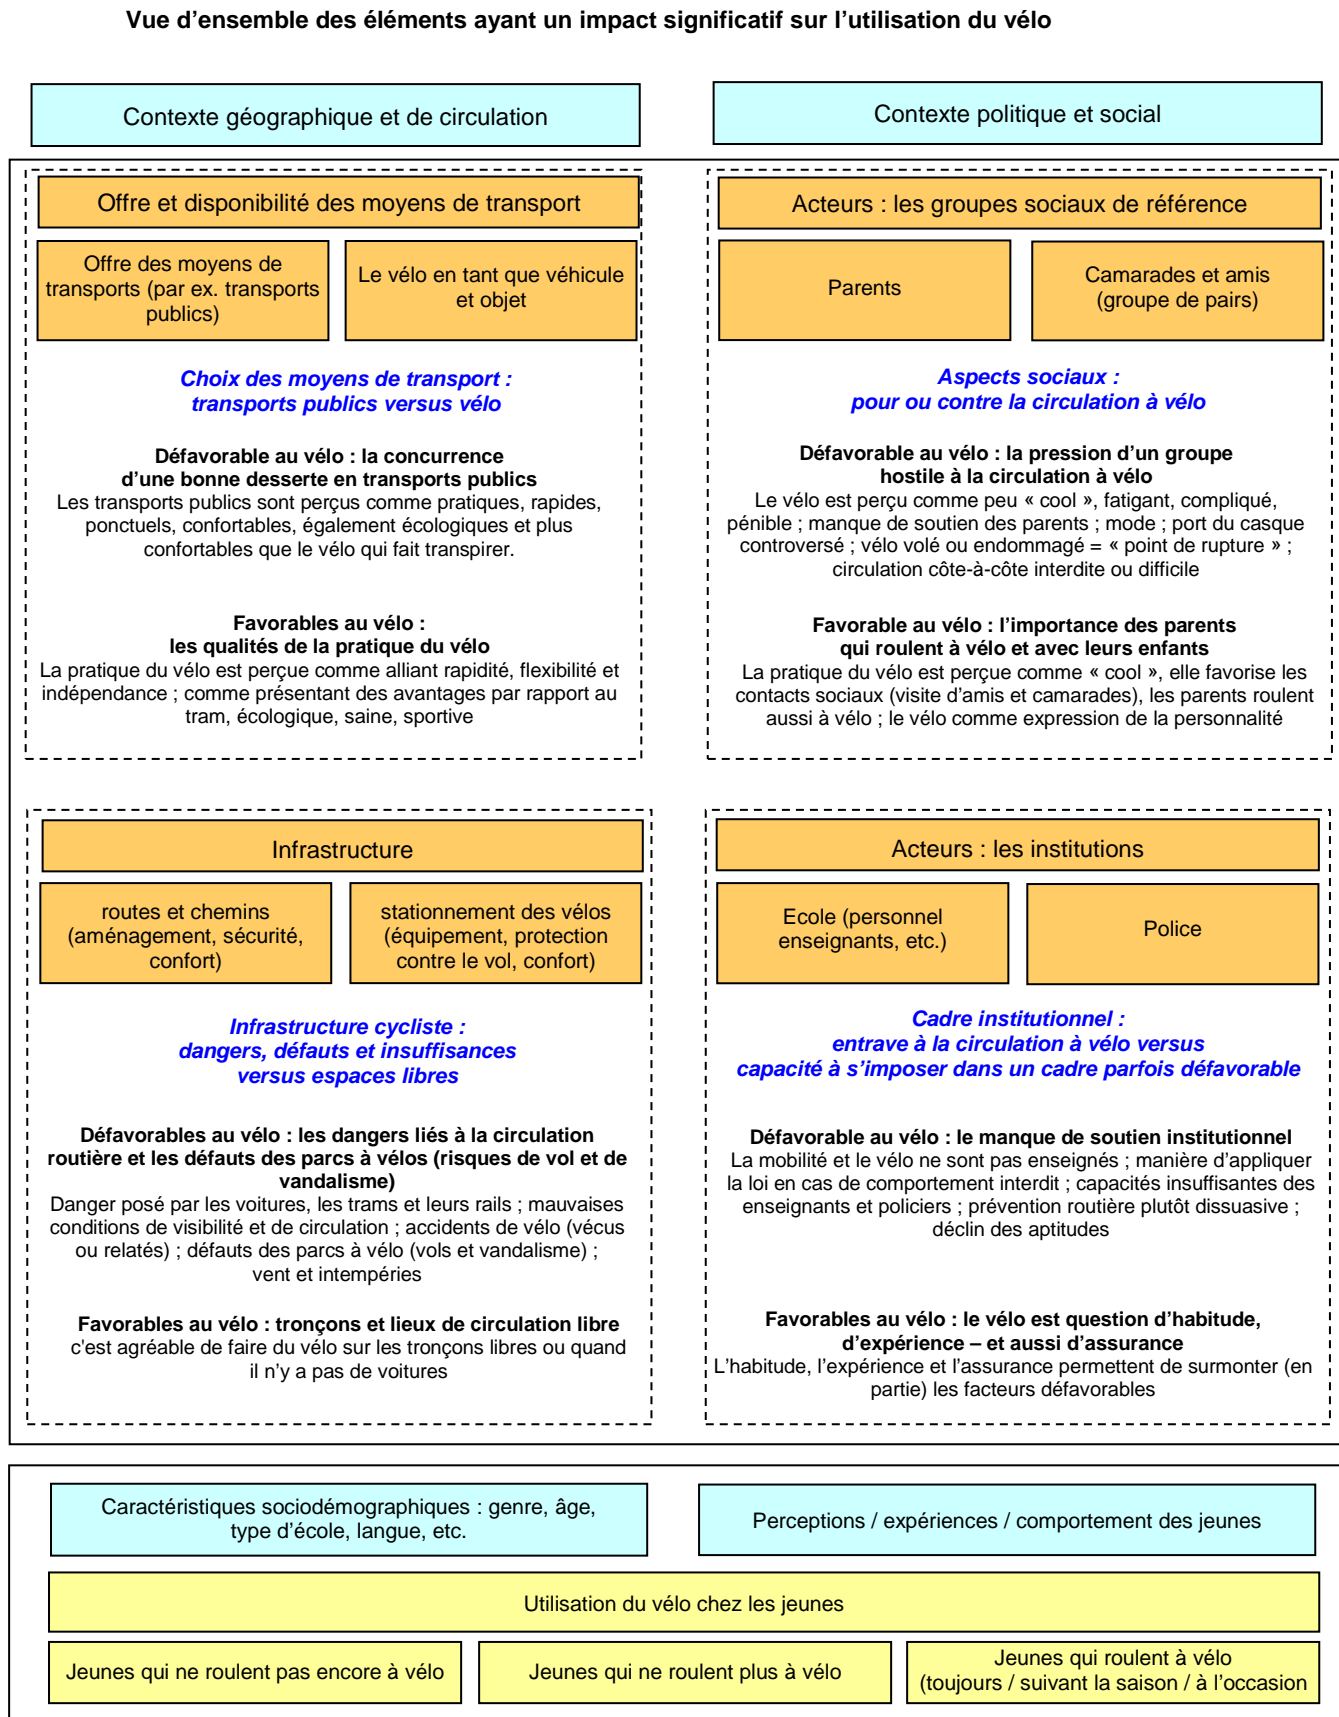 Vue d’ensemble des éléments ayant un impact significatif sur l’utilisation du vélo
Contexte géographique et de circulation
Contexte politique et social
Offre et disponibilité des moyens de transport
Offre des moyens de
transports (par ex. transports
publics)
Le vélo en tant que véhicule
et objet
Choix des moyens de transport :
transports publics versus vélo
Défavorable au vélo : la concurrence
d’une bonne desserte en transports publics
Les transports publics sont perçus comme pratiques, rapides,
ponctuels, confortables, également écologiques et plus
confortables que le vélo qui fait transpirer.
Favorables au vélo :
les qualités de la pratique du vélo
La pratique du vélo est perçue comme alliant rapidité, flexibilité et
indépendance ; comme présentant des avantages par rapport au
tram, écologique, saine, sportive
Acteurs : les groupes sociaux de référence
Parents
Camarades et amis
(groupe de pairs)
Aspects sociaux :
pour ou contre la circulation à vélo
Défavorable au vélo : la pression d’un groupe
hostile à la circulation à vélo
Le vélo est perçu comme peu « cool », fatigant, compliqué,
pénible ; manque de soutien des parents ; mode ; port du casque
controversé ; vélo volé ou endommagé = « point de rupture » ;
circulation côte-à-côte interdite ou difficile
Favorable au vélo : l’importance des parents
qui roulent à vélo et avec leurs enfants
La pratique du vélo est perçue comme « cool », elle favorise les
contacts sociaux (visite d’amis et camarades), les parents roulent
aussi à vélo ; le vélo comme expression de la personnalité
Infrastructure
routes et chemins
(aménagement, sécurité,
confort)
stationnement des vélos
(équipement, protection
contre le vol, confort)
Infrastructure cycliste :
dangers, défauts et insuffisances
versus espaces libres
Défavorables au vélo : les dangers liés à la circulation
routière et les défauts des parcs à vélos (risques de vol et de
vandalisme)
Danger posé par les voitures, les trams et leurs rails ; mauvaises
conditions de visibilité et de circulation ; accidents de vélo (vécus
ou relatés) ; défauts des parcs à vélo (vols et vandalisme) ;
vent et intempéries
Favorables au vélo : tronçons et lieux de circulation libre
c'est agréable de faire du vélo sur les tronçons libres ou quand
il n’y a pas de voitures
Acteurs : les institutions
Ecole (personnel
enseignants, etc.)
Police
Cadre institutionnel :
entrave à la circulation à vélo versus
capacité à s’imposer dans un cadre parfois défavorable
Défavorable au vélo : le manque de soutien institutionnel
La mobilité et le vélo ne sont pas enseignés ; manière d’appliquer
la loi en cas de comportement interdit ; capacités insuffisantes des
enseignants et policiers ; prévention routière plutôt dissuasive ;
déclin des aptitudes
Favorables au vélo : le vélo est question d’habitude,
d’expérience – et aussi d’assurance
L’habitude, l’expérience et l’assurance permettent de surmonter (en
partie) les facteurs défavorables
Caractéristiques sociodémographiques : genre, âge,
type d’école, langue, etc.
Perceptions / expériences / comportement des jeunes
Utilisation du vélo chez les jeunes
Jeunes qui ne roulent pas encore à vélo
Jeunes qui ne roulent plus à vélo
Jeunes qui roulent à vélo
(toujours / suivant la saison / à l’occasion